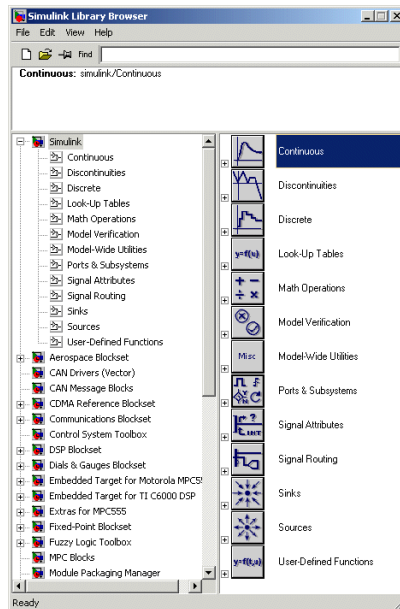 Simulink Library Browser
File Edit View Help
Find
Continuous: simulink/Continuous
Simulink
Continuous
Discontinuities
Discrete
Look-Up Tables
Math Operations
Model Verification
Model-Wide Utilities
Ports & Subsystems
Signal Attributes
Signal Routing
Sinks
Sources
User-Defined Functions
Aerospace Blockset
CAN Drivers (Vector)
CAN Message Blocks
CDMA Reference Blockset
Communications Blockset
Control System Toolbox
DSP Blockset
Dials & Gauges Blockset
Embedded Target for Motorola MPC5
Embedded Target for TI C6000 DSP
Extras for MPC555
Fixed-Point Blockset
Fuzzy Logic Toolbox
MPC Blocks
Module Packaging Manager
Continuous
Discontinuities
Discrete
y=f(u) Look-Up Tables
Math Operations
Model Verification
Misc Model-Wide Utilities
Ports & Subsystems
Signal Attributes
Signal Routing
Sinks
Sources
y=f(t,u) User-Defined Functions
Ready